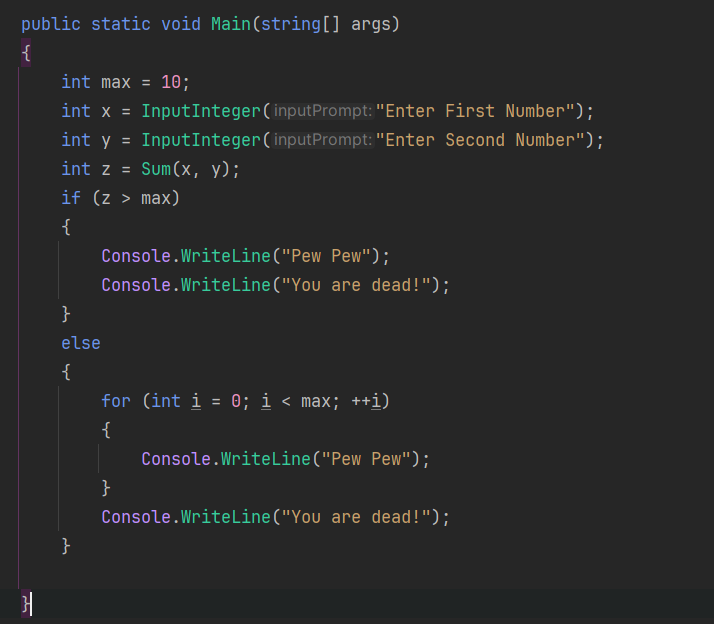 public static void Main(string[] args)
{
    int max = 10;
    int x = InputInteger(inputPrompt:"Enter First Number");
    int y = InputInteger(inputPrompt:"Enter Second Number");
    int z = Sum(x, y);
    if (z > max)
    {
        Console.WriteLine("Pew Pew");
        Console.WriteLine("You are dead!");
    }
    else
    {
        for (int i = 0; i < max; ++i)
        {
            Console.WriteLine("Pew Pew");
        }
        Console.WriteLine("You are dead!");
    }
}